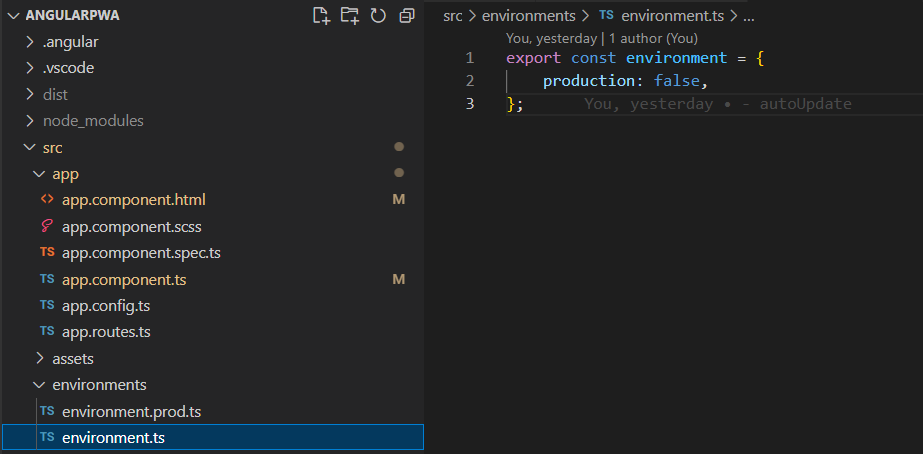 ANGULARPWA
.angular
.vscode
dist
node_modules
src
app
app.component.html M
app.component.scss
TS app.component.spec.ts
TS app.component.ts M
TS app.config.ts
TS app.routes.ts
assets
environments
TS environment.prod.ts
TS environment.ts
src > environments > TS environment.ts > ...
You, yesterday | 1 author (You)
1 export const environment = {
2 production: false,
3 }; You, yesterday • - autoUpdate